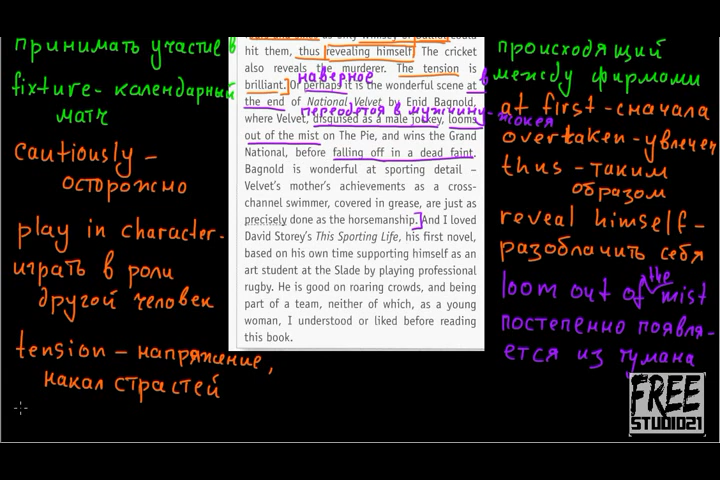 принимать участие в
fixture - календарный
матч
cautiously -
осторожно
play in character -
играть в роли
другой человек
tension - напряжение,
накал страстей
hit them, thus revealing himself. The cricket
also reveals the murderer. The tension is
brilliant.] Or perhaps it is the wonderful scene at
наверное
the end of National Velvet by Enid Bagnold,
where Velvet, disguised as a male jockey, looms
переодетая в мужчину-жокея
out of the mist on The Pie, and wins the Grand
National, before falling off in a dead faint.
Bagnold is wonderful at sporting detail –
Velvet's mother's achievements as a cross-
channel swimmer, covered in grease, are just as
precisely done as the horsemanship.] And I loved
David Storey's This Sporting Life, his first novel,
based on his own time supporting himself as an
art student at the Slade by playing professional
rugby. He is good on roaring crowds, and being
part of a team, neither of which, as a young
woman, I understood or liked before reading
this book.
происходящий
между фирмами
at first - сначала
overtaken - увлечен
thus - таким
образом
reveal himself -
разоблачить себя
loom out of the mist
постепенно появля-
ется из тумана
FREE
STUDIO21